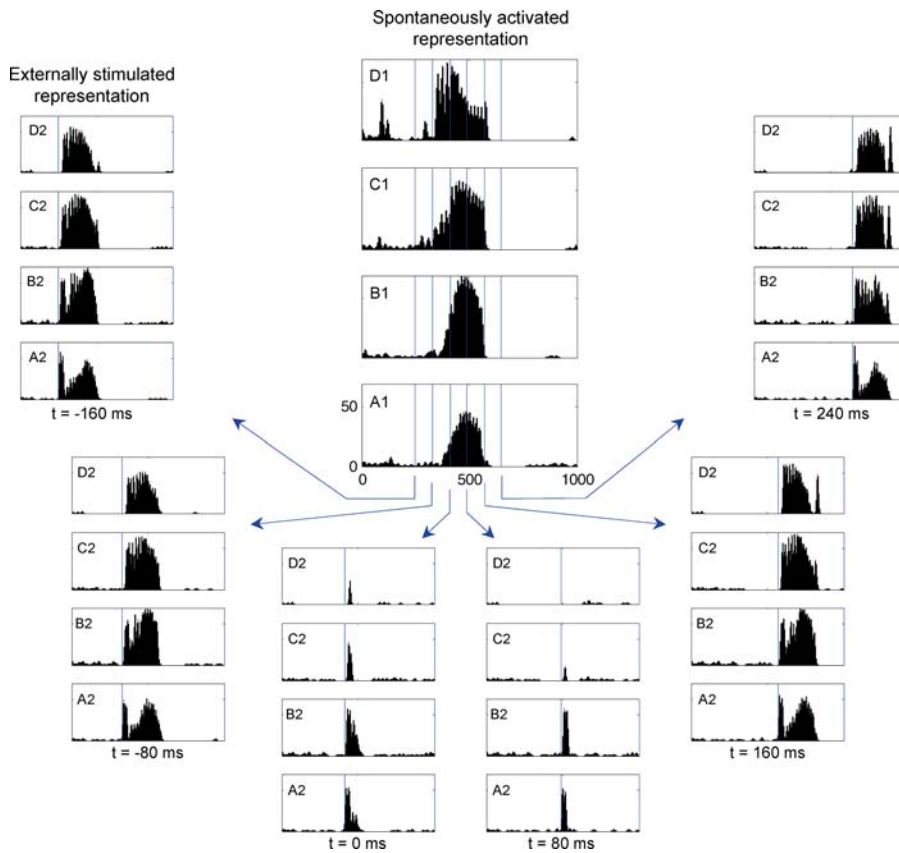 Spontaneously activated
representation
Externally stimulated
representation
D1
C1
B1
A1
50
0
0
500
1000
D2
C2
B2
A2
t = -160 ms
D2
C2
B2
A2
t = 240 ms
D2
C2
B2
A2
t = -80 ms
D2
C2
B2
A2
t = 0 ms
D2
C2
B2
A2
t = 80 ms
D2
C2
B2
A2
t = 160 ms